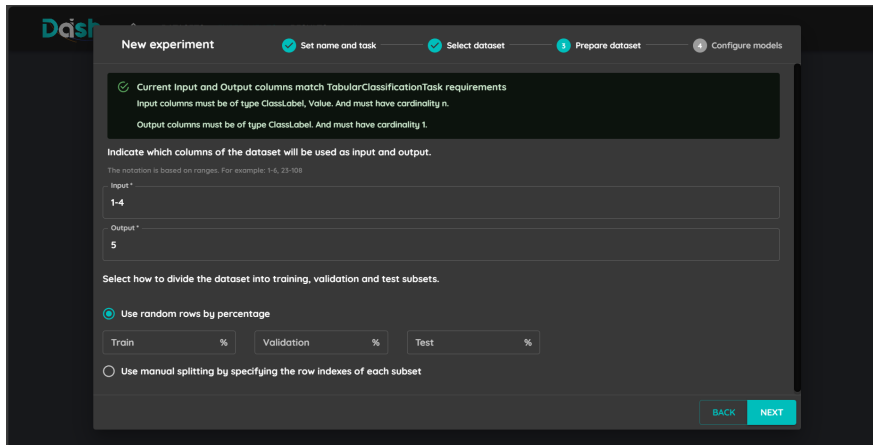 Dash
New experiment
Set name and task
Select dataset
3 Prepare dataset
4 Configure models
Current Input and Output columns match TabularClassificationTask requirements
Input columns must be of type ClassLabel, Value. And must have cardinality n.
Output columns must be of type ClassLabel. And must have cardinality 1.
Indicate which columns of the dataset will be used as input and output.
The notation is based on ranges. For example: 1-6, 23-108
Input *
1-4
Output *
5
Select how to divide the dataset into training, validation and test subsets.
Use random rows by percentage
Train % Validation % Test %
Use manual splitting by specifying the row indexes of each subset
BACK NEXT